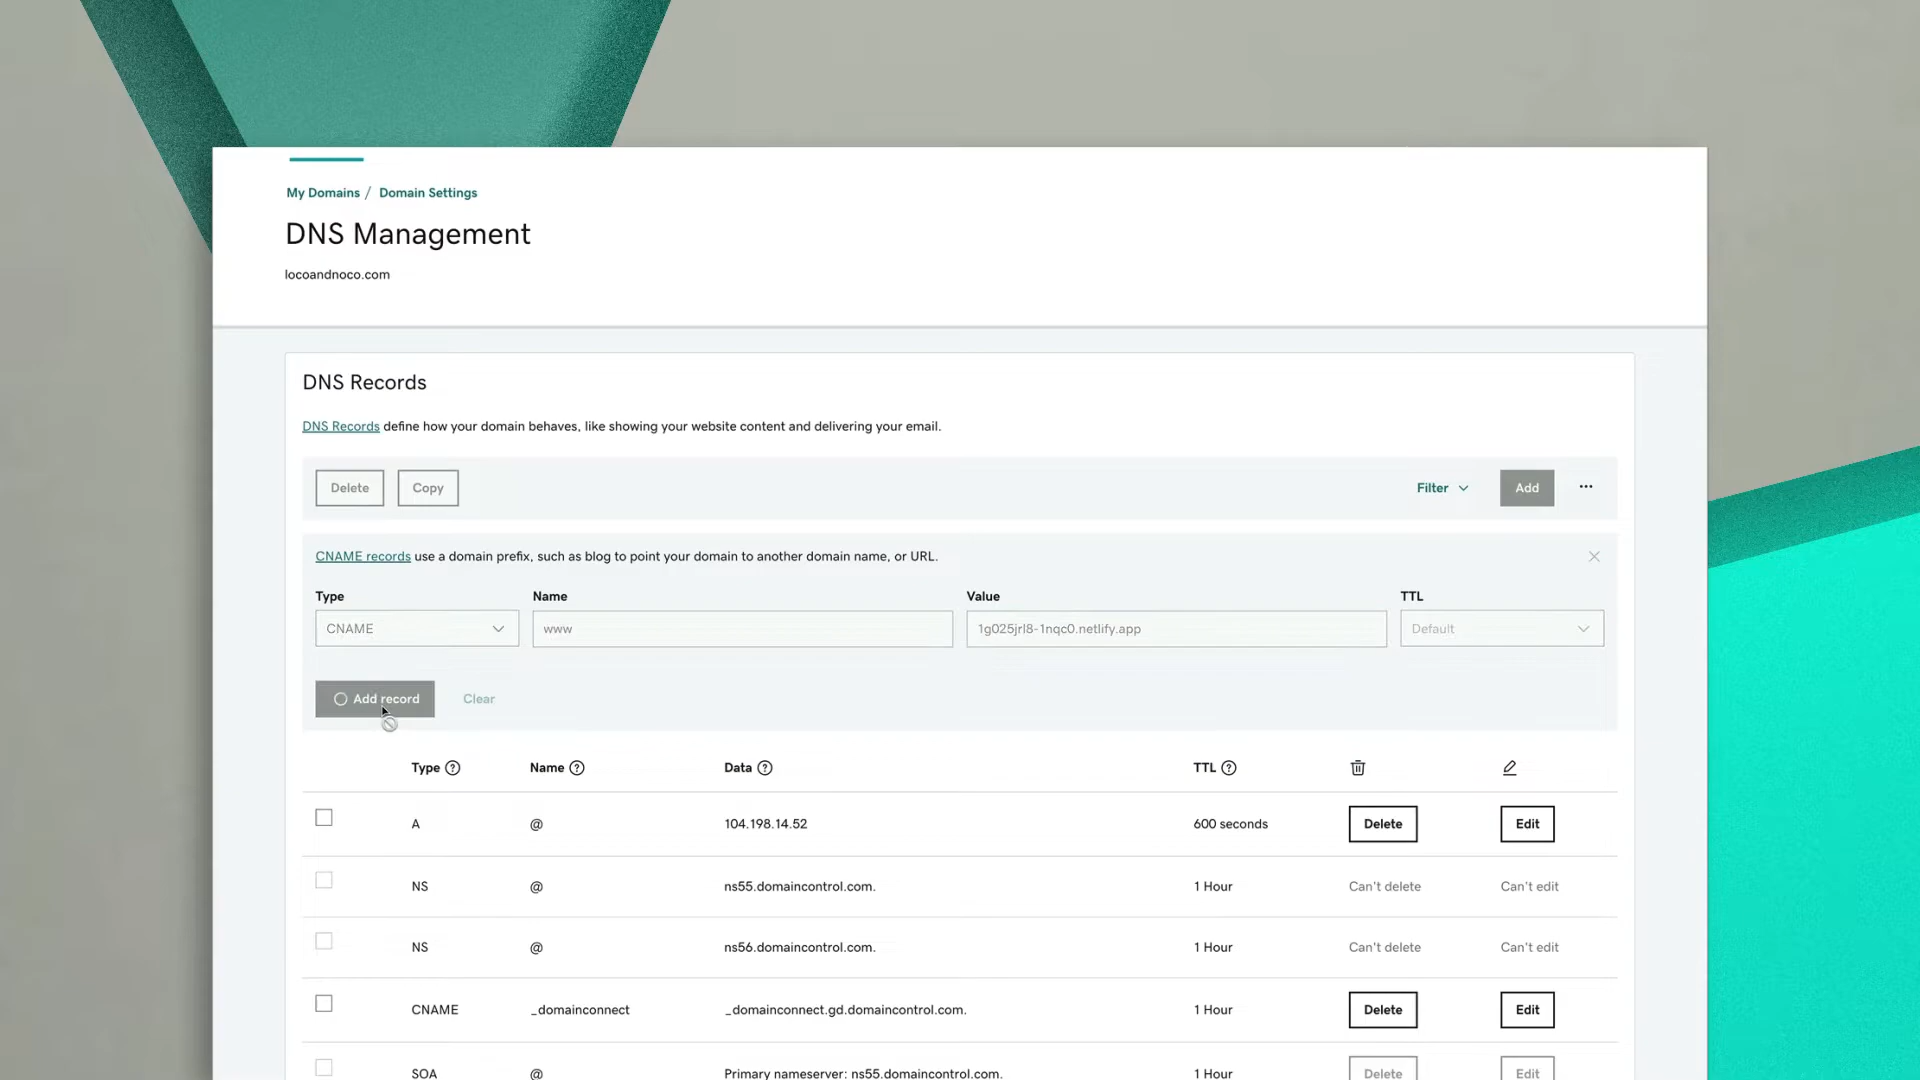 My Domains / Domain Settings
DNS Management
locoandnoco.com
DNS Records
DNS Records define how your domain behaves, like showing your website content and delivering your email.
Delete Copy Filter Add ...
CNAME records use a domain prefix, such as blog to point your domain to another domain name, or URL.
Type Name Value TTL
CNAME www 1g025jrl8-1nqc0.netlify.app Default
Add record Clear
Type ? Name ? Data ? TTL ?
A @ 104.198.14.52 600 seconds Delete Edit
NS @ ns55.domaincontrol.com. 1 Hour Can't delete Can't edit
NS @ ns56.domaincontrol.com. 1 Hour Can't delete Can't edit
CNAME _domainconnect _domainconnect.gd.domaincontrol.com. 1 Hour Delete Edit
SOA @ Primary nameserver: ns55.domaincontrol.com. 1 Hour Delete Edit